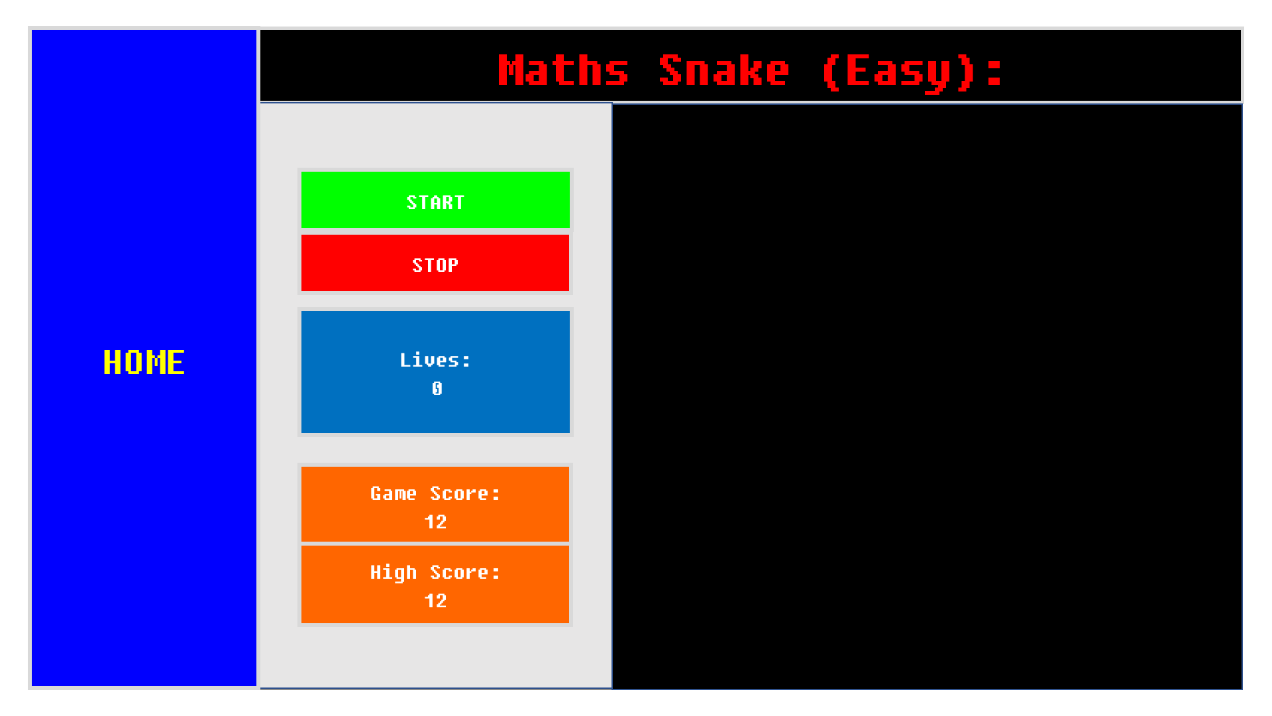 Maths Snake (Easy):
HOME
START
STOP
Lives:
0
Game Score:
12
High Score:
12